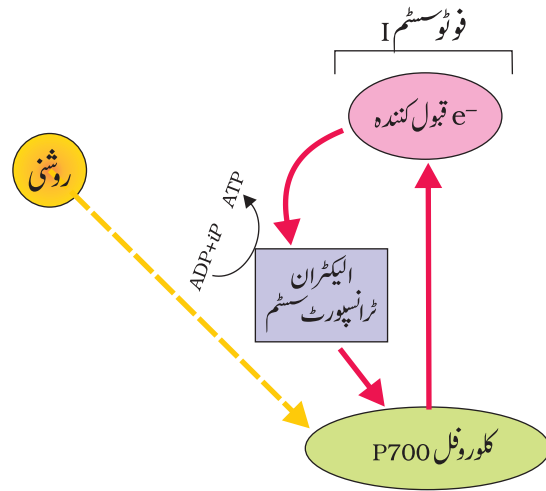 فوٹوسسٹم I
e⁻ قبول کنندہ
روشنی
ATP
ADP+iP
الیکٹران
ٹرانسپورٹ سسٹم
کلوروفل P700